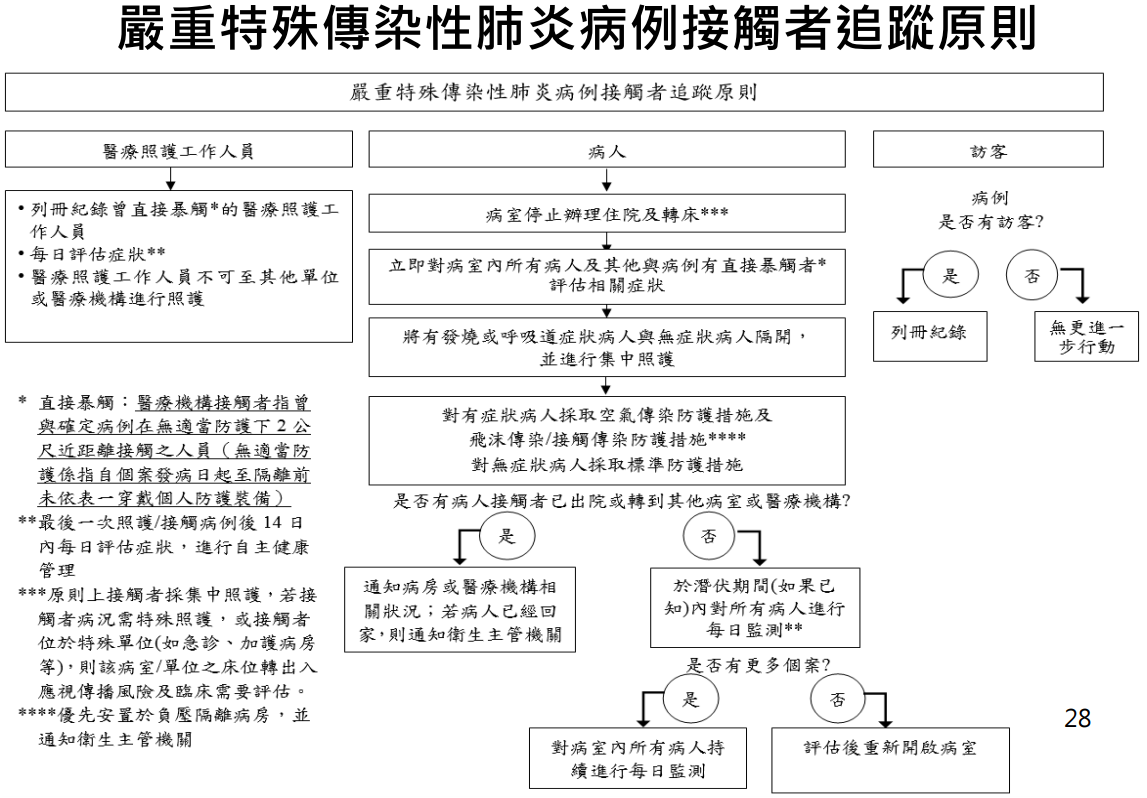 嚴重特殊傳染性肺炎病例接觸者追蹤原則
嚴重特殊傳染性肺炎病例接觸者追蹤原則
醫療照護工作人員
• 列冊紀錄曾直接暴觸*的醫療照護工
作人員
• 每日評估症狀**
• 醫療照護工作人員不可至其他單位
或醫療機構進行照護
病人
病室停止辦理住院及轉床***
立即對病室內所有病人及其他與病例有直接暴觸者*
評估相關症狀
將有發燒或呼吸道症狀病人與無症狀病人隔開，
並進行集中照護
對有症狀病人採取空氣傳染防護措施及
飛沫傳染/接觸傳染防護措施****
對無症狀病人採取標準防護措施
是否有病人接觸者已出院或轉到其他病室或醫療機構?
是
通知病房或醫療機構相
關狀況；若病人已經回
家，則通知衛生主管機關
否
於潛伏期間(如果已
知)內對所有病人進行
每日監測**
是否有更多個案?
是
對病室內所有病人持
續進行每日監測
否
評估後重新開啟病室
訪客
病例
是否有訪客?
是
列冊紀錄
否
無更進一
步行動
* 直接暴觸：醫療機構接觸者指曾
與確定病例在無適當防護下 2 公
尺近距離接觸之人員（無適當防
護係指自個案發病日起至隔離前
未依表一穿戴個人防護裝備）
**最後一次照護/接觸病例後 14 日
內每日評估症狀，進行自主健康
管理
***原則上接觸者採集中照護，若接
觸者病況需特殊照護，或接觸者
位於特殊單位(如急診、加護病房
等)，則該病室/單位之床位轉出入
應視傳播風險及臨床需要評估。
****優先安置於負壓隔離病房，並
通知衛生主管機關
28